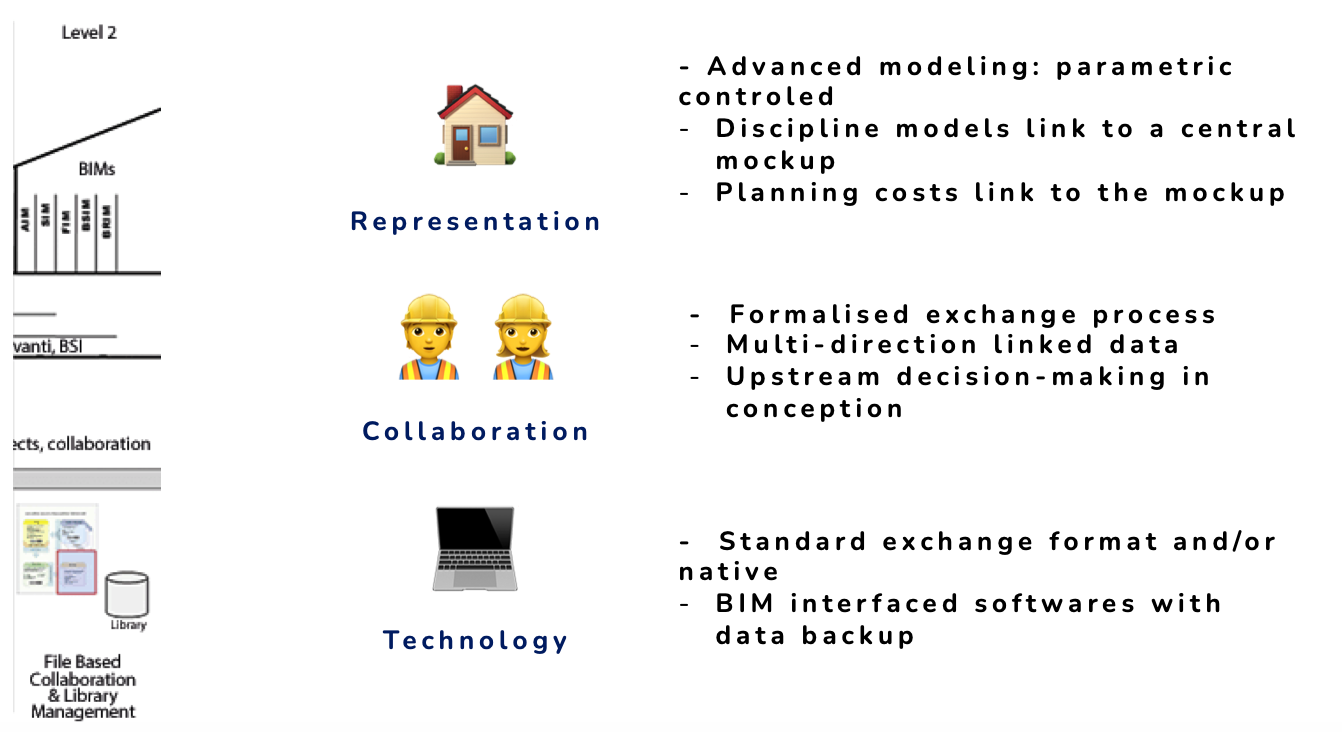 Level 2
BIMs
AIM
SIM
FIM
BSIM
BRIM
vanti, BSI
ects, collaboration
Library
File Based
Collaboration
& Library
Management
Representation
- Advanced modeling: parametric
controled
- Discipline models link to a central
mockup
- Planning costs link to the mockup
Collaboration
- Formalised exchange process
- Multi-direction linked data
- Upstream decision-making in
conception
Technology
- Standard exchange format and/or
native
- BIM interfaced softwares with
data backup